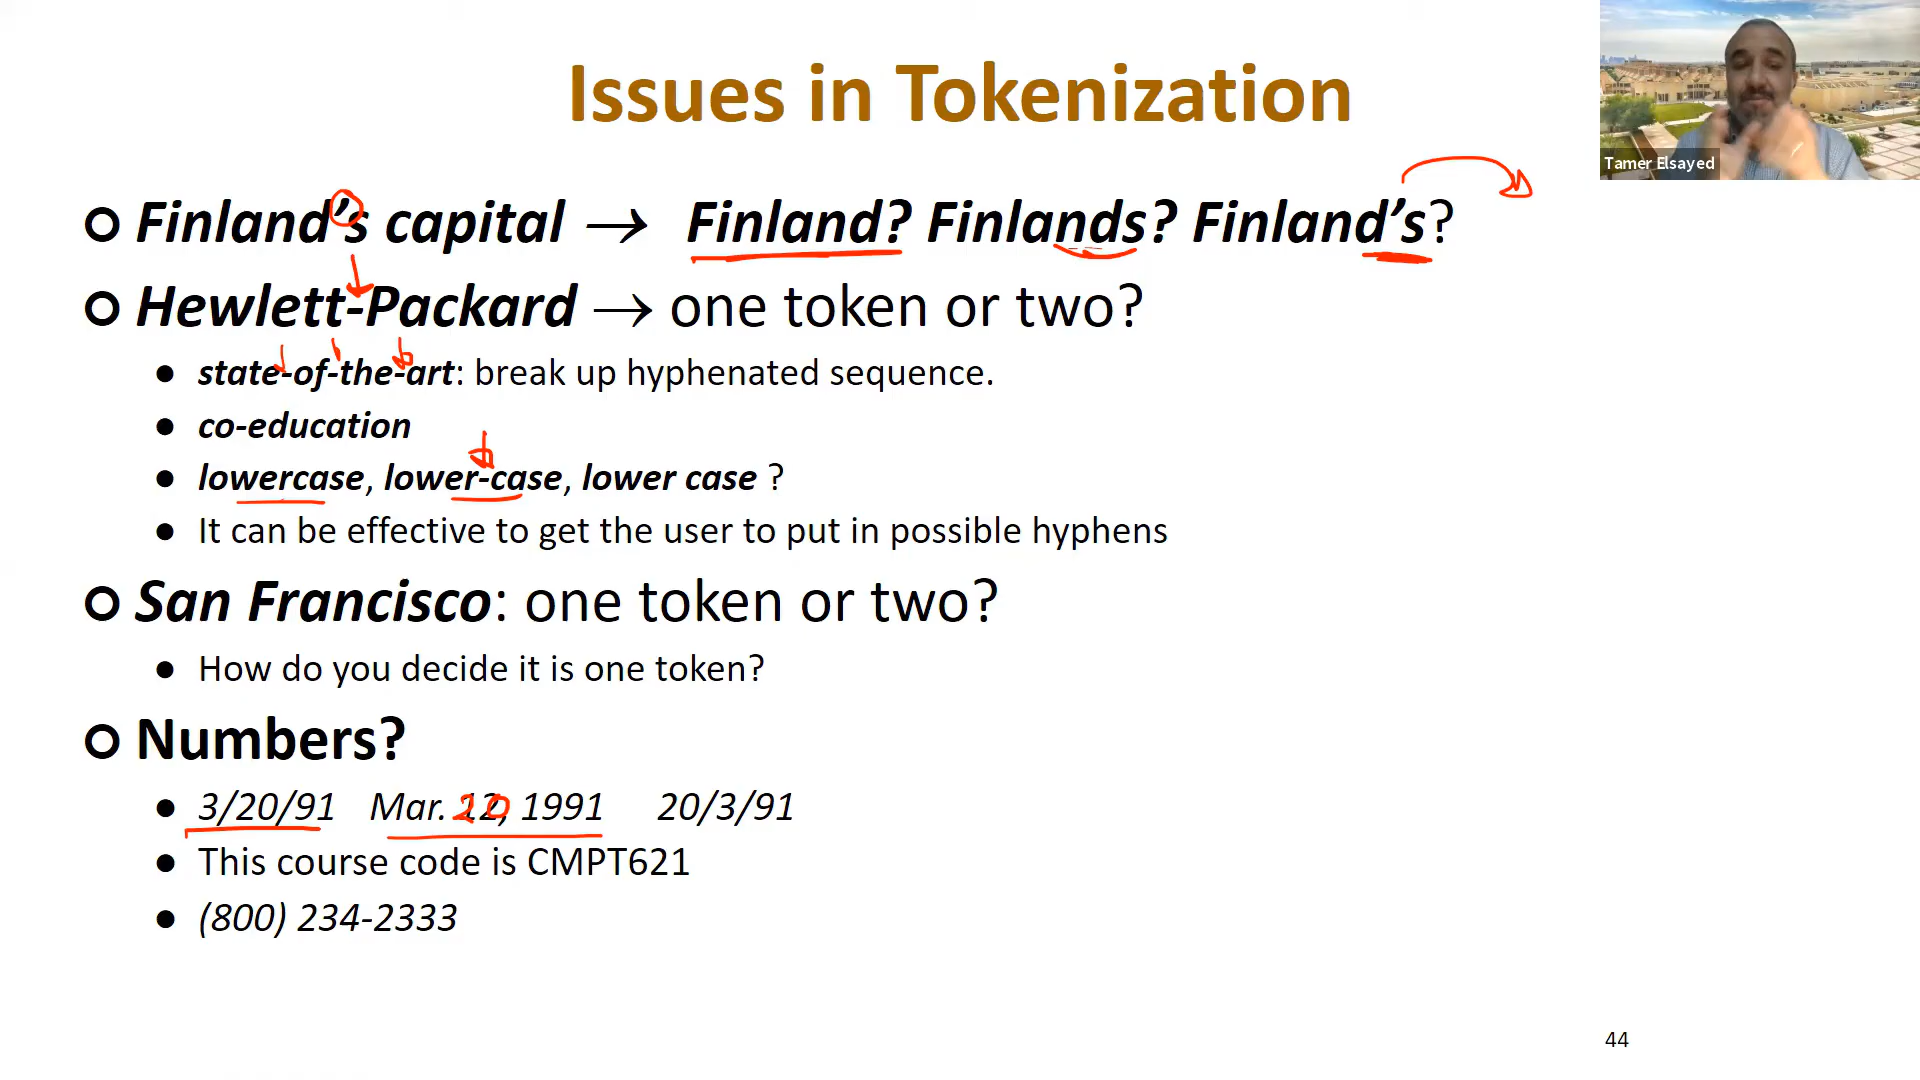 Issues in Tokenization
Tamer Elsayed
Finland's capital → Finland? Finlands? Finland's?
Hewlett-Packard → one token or two?
state-of-the-art: break up hyphenated sequence.
co-education
lowercase, lower-case, lower case ?
It can be effective to get the user to put in possible hyphens
San Francisco: one token or two?
How do you decide it is one token?
Numbers?
3/20/91 Mar. 12, 1991 20/3/91
20
This course code is CMPT621
(800) 234-2333
44